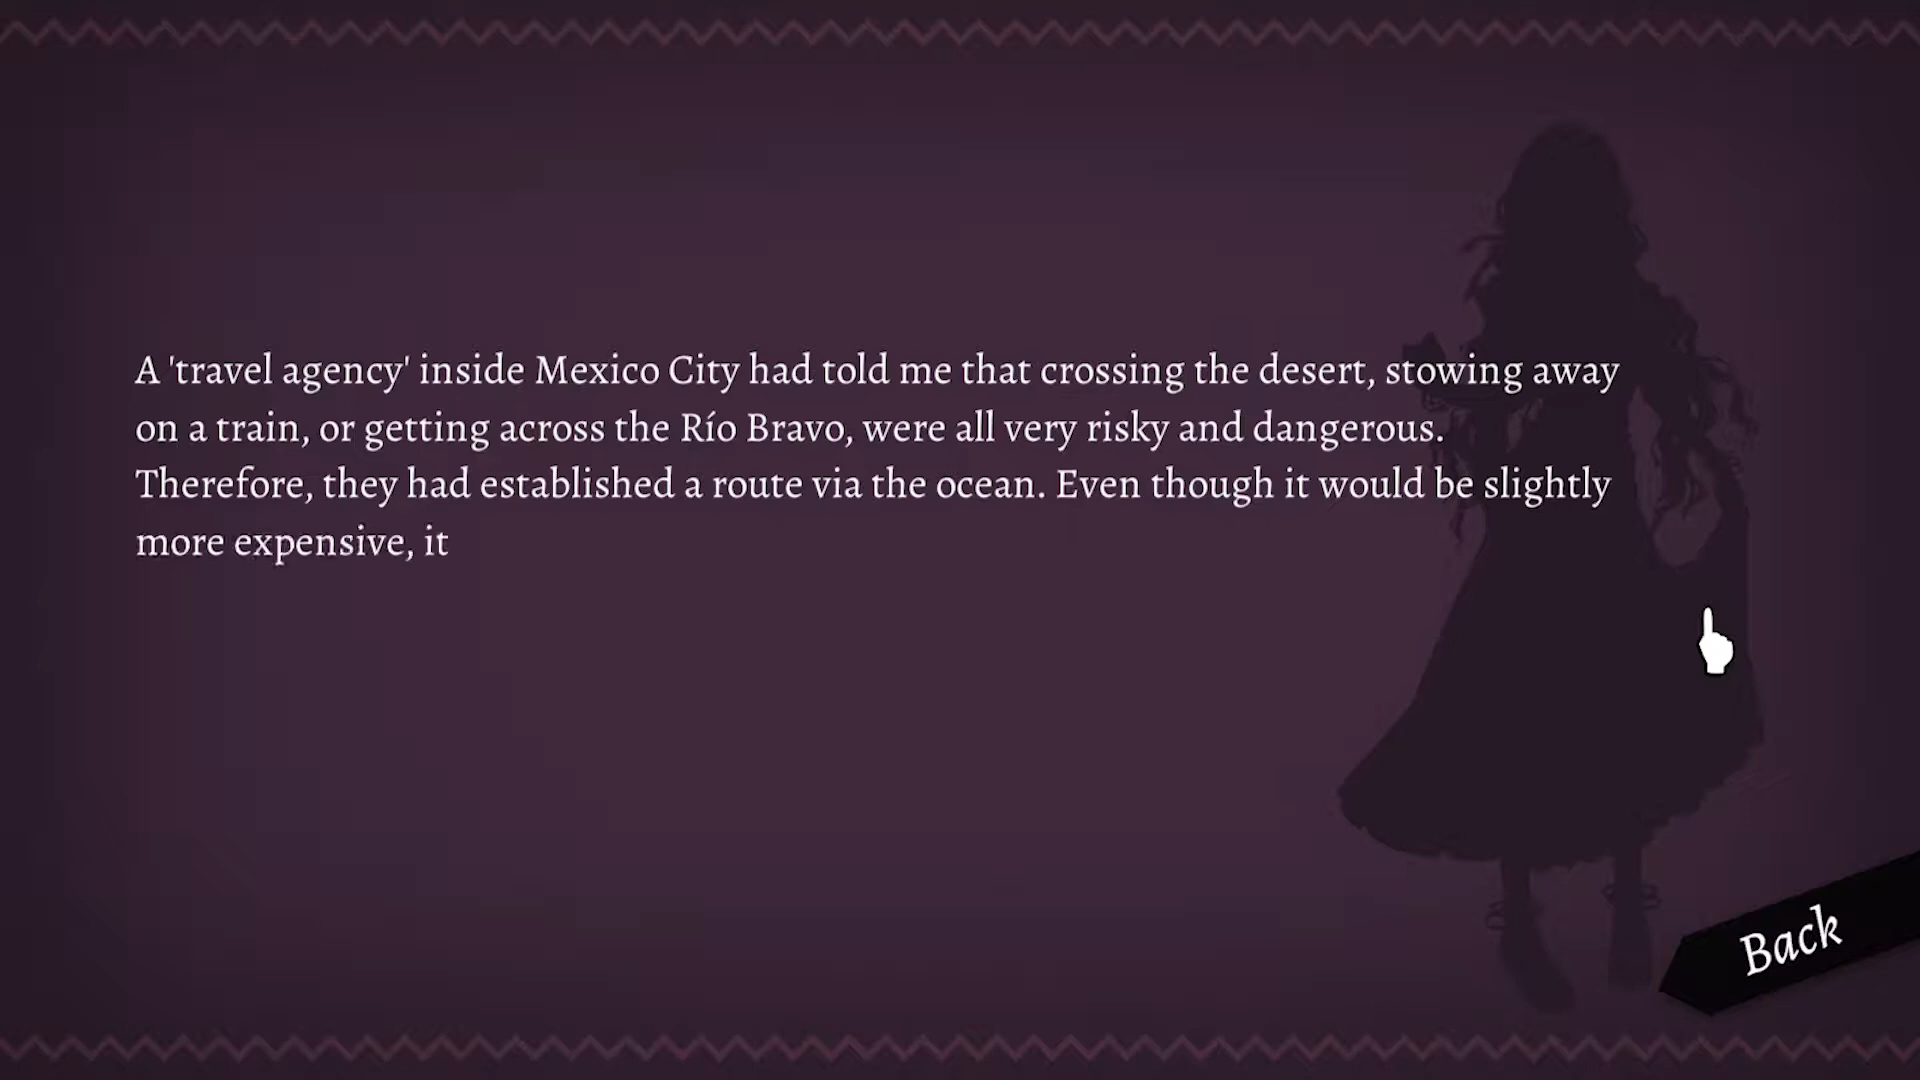 A 'travel agency' inside Mexico City had told me that crossing the desert, stowing away
on a train, or getting across the Río Bravo, were all very risky and dangerous.
Therefore, they had established a route via the ocean. Even though it would be slightly
more expensive, it
Back